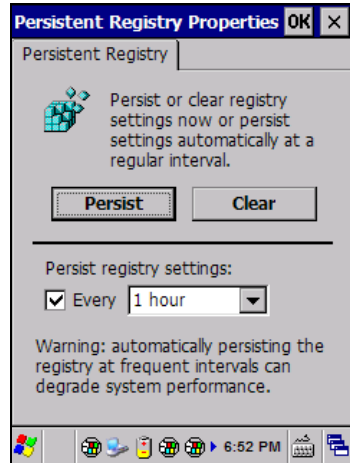 Persistent Registry Properties OK ×
Persistent Registry
Persist or clear registry
settings now or persist
settings automatically at a
regular interval.
Persist Clear
Persist registry settings:
Every 1 hour
Warning: automatically persisting the
registry at frequent intervals can
degrade system performance.
6:52 PM